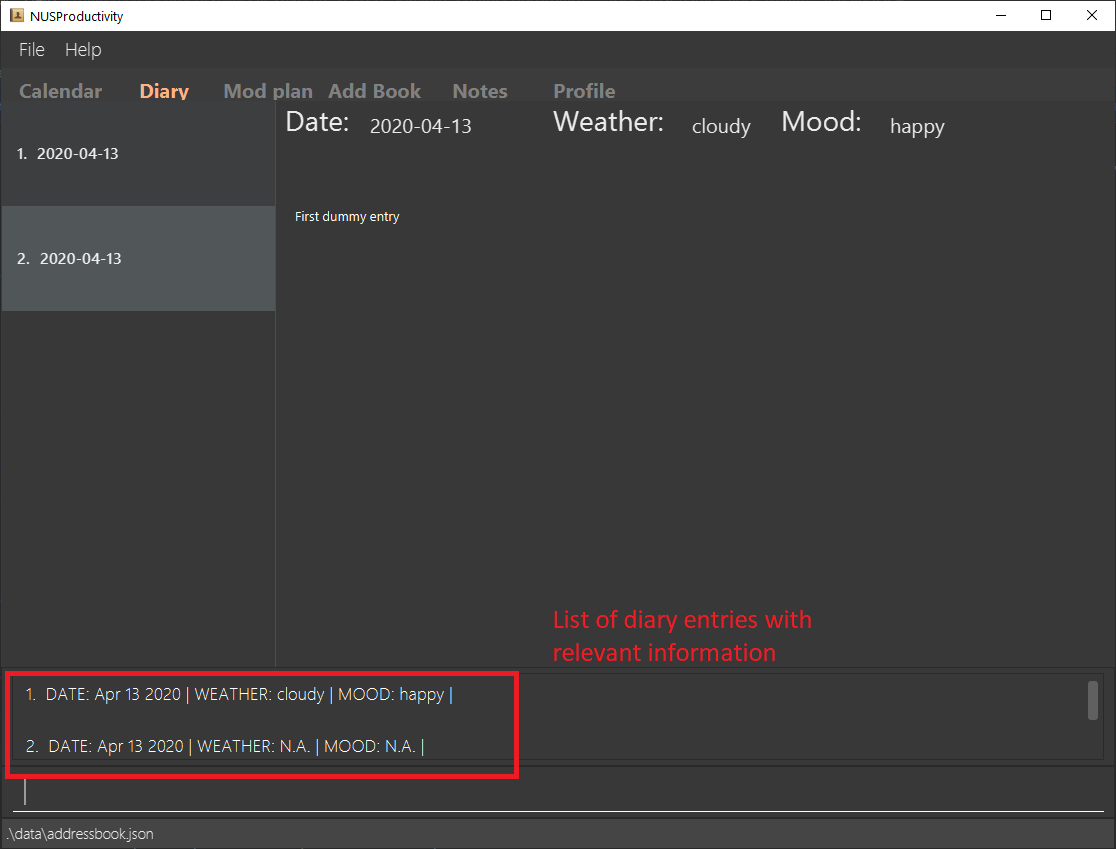 NUSProductivity
File Help
Calendar Diary Mod plan Add Book Notes Profile
1. 2020-04-13
2. 2020-04-13
Date: 2020-04-13 Weather: cloudy Mood: happy
First dummy entry
List of diary entries with
relevant information
1. DATE: Apr 13 2020 | WEATHER: cloudy | MOOD: happy |
2. DATE: Apr 13 2020 | WEATHER: N.A. | MOOD: N.A. |
.\data\addressbook.json